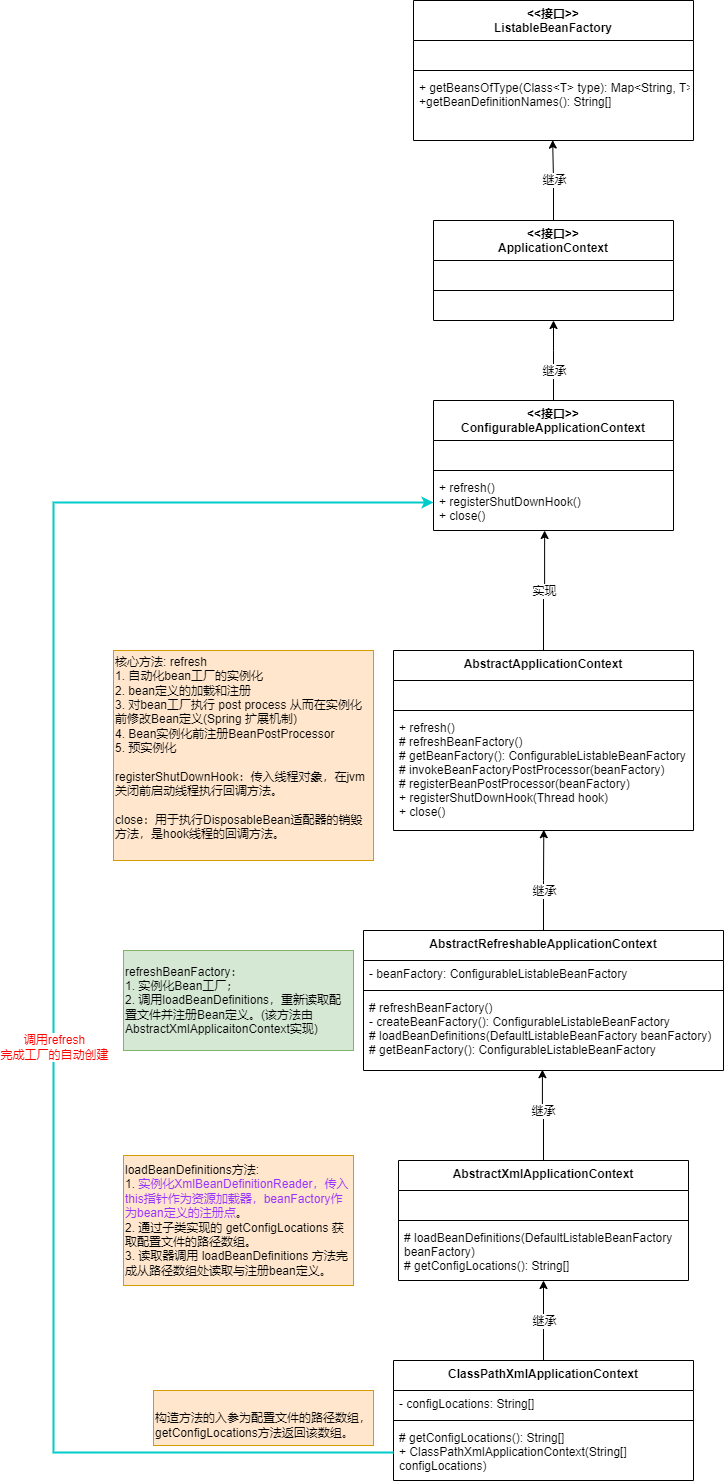 <<接口>>
ListableBeanFactory
+ getBeansOfType(Class<T> type): Map<String, T>
+getBeanDefinitionNames(): String[]
继承
<<接口>>
ApplicationContext
继承
<<接口>>
ConfigurableApplicationContext
+ refresh()
+ registerShutDownHook()
+ close()
实现
核心方法: refresh
1. 自动化bean工厂的实例化
2. bean定义的加载和注册
3. 对bean工厂执行 post process 从而在实例化
前修改Bean定义(Spring 扩展机制)
4. Bean实例化前注册BeanPostProcessor
5. 预实例化
registerShutDownHook：传入线程对象，在jvm
关闭前启动线程执行回调方法。
close：用于执行DisposableBean适配器的销毁
方法，是hook线程的回调方法。
AbstractApplicationContext
+ refresh()
# refreshBeanFactory()
# getBeanFactory(): ConfigurableListableBeanFactory
# invokeBeanFactoryPostProcessor(beanFactory)
# registerBeanPostProcessor(beanFactory)
+ registerShutDownHook(Thread hook)
+ close()
继承
refreshBeanFactory：
1. 实例化Bean工厂；
2. 调用loadBeanDefinitions，重新读取配
置文件并注册Bean定义。(该方法由
AbstractXmlApplicaitonContext实现)
AbstractRefreshableApplicationContext
- beanFactory: ConfigurableListableBeanFactory
# refreshBeanFactory()
- createBeanFactory(): ConfigurableListableBeanFactory
# loadBeanDefinitions(DefaultListableBeanFactory beanFactory)
# getBeanFactory(): ConfigurableListableBeanFactory
调用refresh
完成工厂的自动创建
继承
loadBeanDefinitions方法:
1. 实例化XmlBeanDefinitionReader，传入
this指针作为资源加载器，beanFactory作
为bean定义的注册点。
2. 通过子类实现的 getConfigLocations 获
取配置文件的路径数组。
3. 读取器调用 loadBeanDefinitions 方法完
成从路径数组处读取与注册bean定义。
AbstractXmlApplicationContext
# loadBeanDefinitions(DefaultListableBeanFactory
beanFactory)
# getConfigLocations(): String[]
继承
构造方法的入参为配置文件的路径数组，
getConfigLocations方法返回该数组。
ClassPathXmlApplicationContext
- configLocations: String[]
# getConfigLocations(): String[]
+ ClassPathXmlApplicationContext(String[]
configLocations)